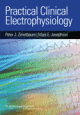 Practical Clinical
Electrophysiology
Peter J. Zimetbaum
Mark E. Josephson